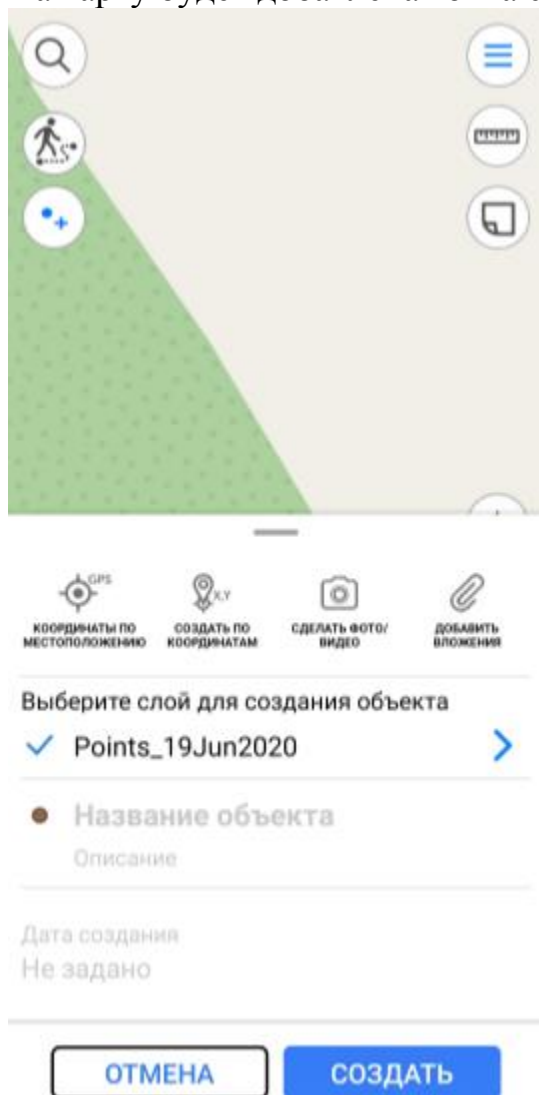 GPS
X,Y
КООРДИНАТЫ ПО
МЕСТОПОЛОЖЕНИЮ
СОЗДАТЬ ПО
КООРДИНАТАМ
СДЕЛАТЬ ФОТО/
ВИДЕО
ДОБАВИТЬ
ВЛОЖЕНИЯ
Выберите слой для создания объекта
Points_19Jun2020
Название объекта
Описание
Дата создания
Не задано
ОТМЕНА
СОЗДАТЬ